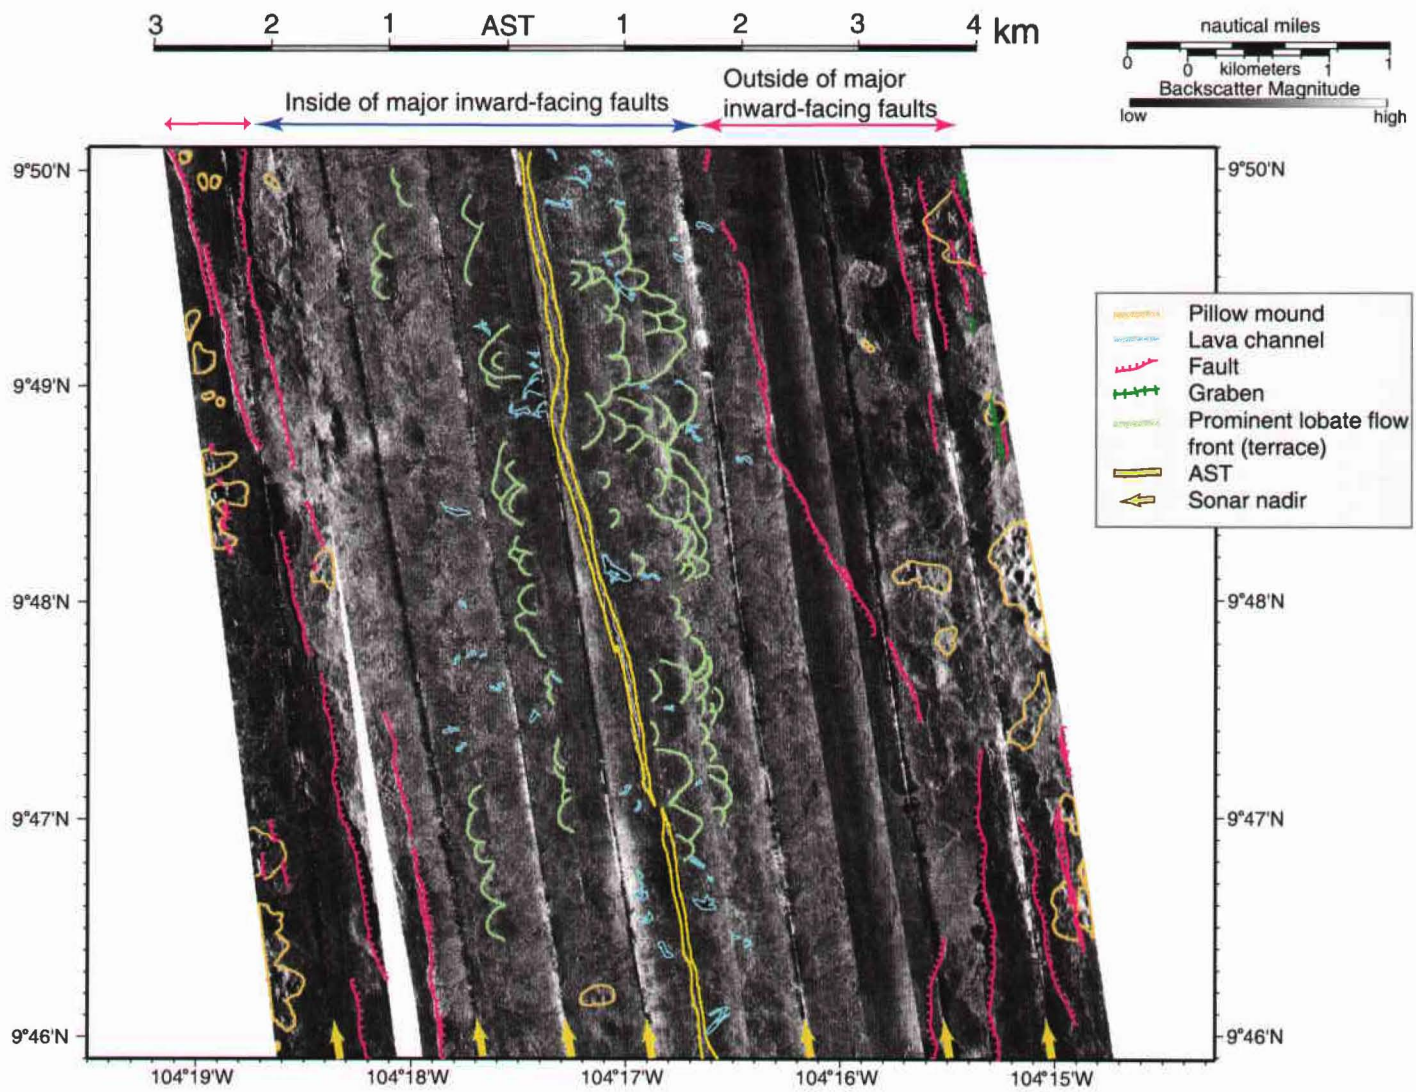 3 2 1 AST 1 2 3 4 km
nautical miles
0 1
0 kilometers 1
Backscatter Magnitude
low high
Inside of major inward-facing faults
Outside of major
inward-facing faults
9°50'N 9°50'N
9°49'N
9°48'N 9°48'N
9°47'N 9°47'N
9°46'N 9°46'N
Pillow mound
Lava channel
Fault
Graben
Prominent lobate flow
front (terrace)
AST
Sonar nadir
104°19'W 104°18'W 104°17'W 104°16'W 104°15'W